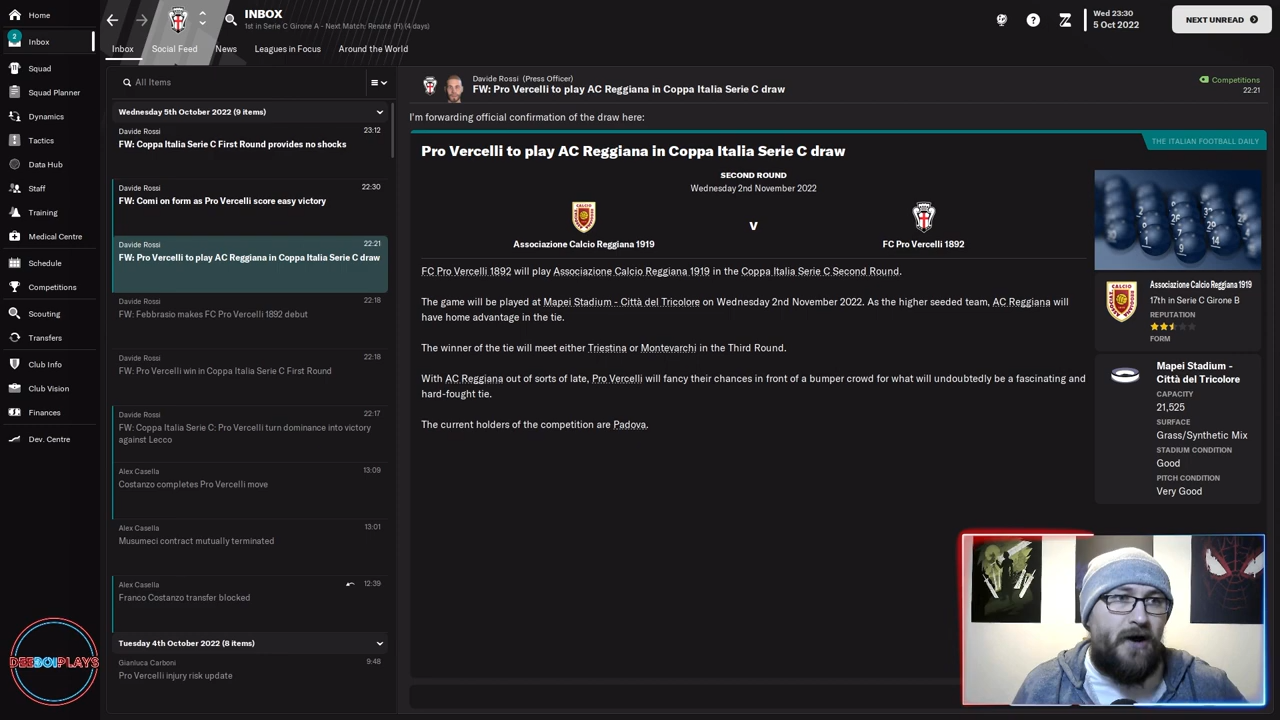 Home
2
Inbox
Squad
Squad Planner
Dynamics
Tactics
Data Hub
Staff
Training
Medical Centre
Schedule
Competitions
Scouting
Transfers
Club Info
Club Vision
Finances
Dev. Centre
DEEBOIPLAYS
INBOX
1st in Serie C Girone A - Next Match: Renate (H) (4 days)
Wed 23:30
5 Oct 2022
NEXT UNREAD
Inbox Social Feed News Leagues in Focus Around the World
All Items
Wednesday 5th October 2022 (9 items)
Davide Rossi 23:12
FW: Coppa Italia Serie C First Round provides no shocks
Davide Rossi 22:30
FW: Comi on form as Pro Vercelli score easy victory
Davide Rossi 22:21
FW: Pro Vercelli to play AC Reggiana in Coppa Italia Serie C draw
Davide Rossi 22:18
FW: Febbrasio makes FC Pro Vercelli 1892 debut
Davide Rossi 22:18
FW: Pro Vercelli win in Coppa Italia Serie C First Round
Davide Rossi 22:17
FW: Coppa Italia Serie C: Pro Vercelli turn dominance into victory
against Lecco
Alex Casella 13:09
Costanzo completes Pro Vercelli move
Alex Casella 13:01
Musumeci contract mutually terminated
Alex Casella 12:39
Franco Costanzo transfer blocked
Tuesday 4th October 2022 (8 items)
Gianluca Carboni 9:48
Pro Vercelli injury risk update
Davide Rossi (Press Officer)
FW: Pro Vercelli to play AC Reggiana in Coppa Italia Serie C draw
Competitions
22:21
I'm forwarding official confirmation of the draw here:
THE ITALIAN FOOTBALL DAILY
Pro Vercelli to play AC Reggiana in Coppa Italia Serie C draw
SECOND ROUND
Wednesday 2nd November 2022
V
Associazione Calcio Reggiana 1919 FC Pro Vercelli 1892
FC Pro Vercelli 1892 will play Associazione Calcio Reggiana 1919 in the Coppa Italia Serie C Second Round.
The game will be played at Mapei Stadium - Città del Tricolore on Wednesday 2nd November 2022. As the higher seeded team, AC Reggiana will
have home advantage in the tie.
The winner of the tie will meet either Triestina or Montevarchi in the Third Round.
With AC Reggiana out of sorts of late, Pro Vercelli will fancy their chances in front of a bumper crowd for what will undoubtedly be a fascinating and
hard-fought tie.
The current holders of the competition are Padova.
Associazione Calcio Reggiana 1919
17th in Serie C Girone B
REPUTATION
FORM
Mapei Stadium -
Città del Tricolore
CAPACITY
21,525
SURFACE
Grass/Synthetic Mix
STADIUM CONDITION
Good
PITCH CONDITION
Very Good